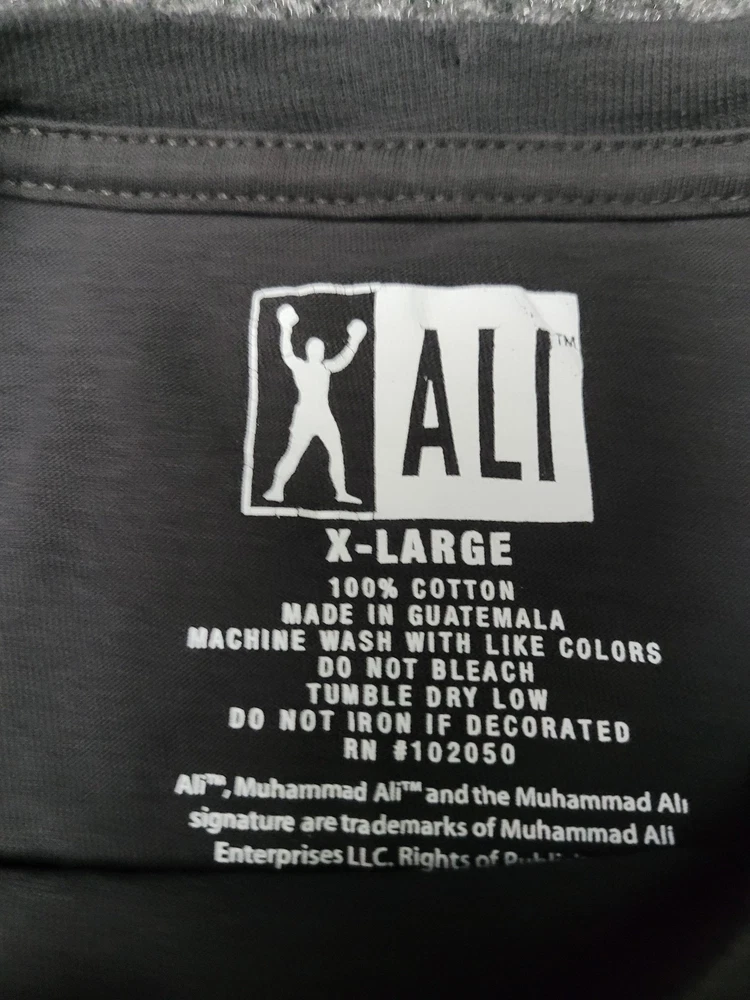 ALI™
X-LARGE
100% COTTON
MADE IN GUATEMALA
MACHINE WASH WITH LIKE COLORS
DO NOT BLEACH
TUMBLE DRY LOW
DO NOT IRON IF DECORATED
RN #102050
Ali™, Muhammad Ali™ and the Muhammad Ali
signature are trademarks of Muhammad Ali
Enterprises LLC. Rights of